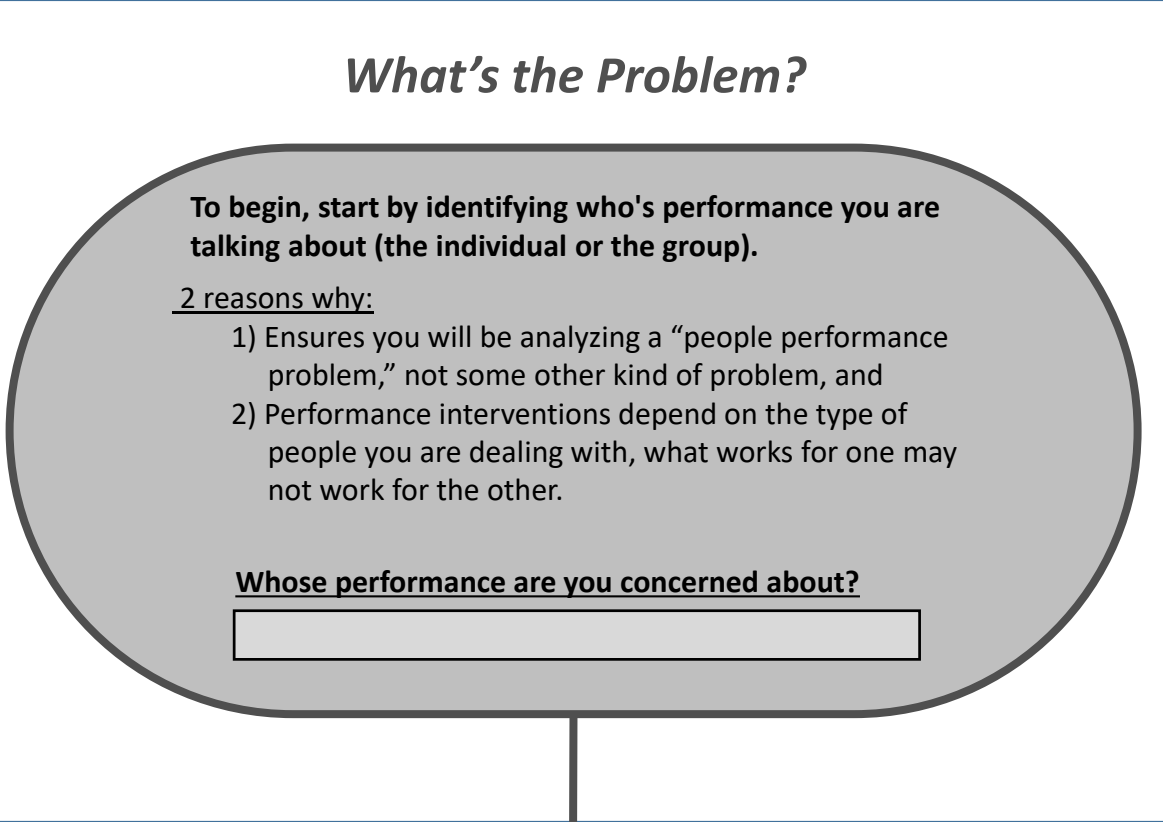 What’s the Problem?
To begin, start by identifying who's performance you are
talking about (the individual or the group).
2 reasons why:
1) Ensures you will be analyzing a “people performance
problem,” not some other kind of problem, and
2) Performance interventions depend on the type of
people you are dealing with, what works for one may
not work for the other.
Whose performance are you concerned about?